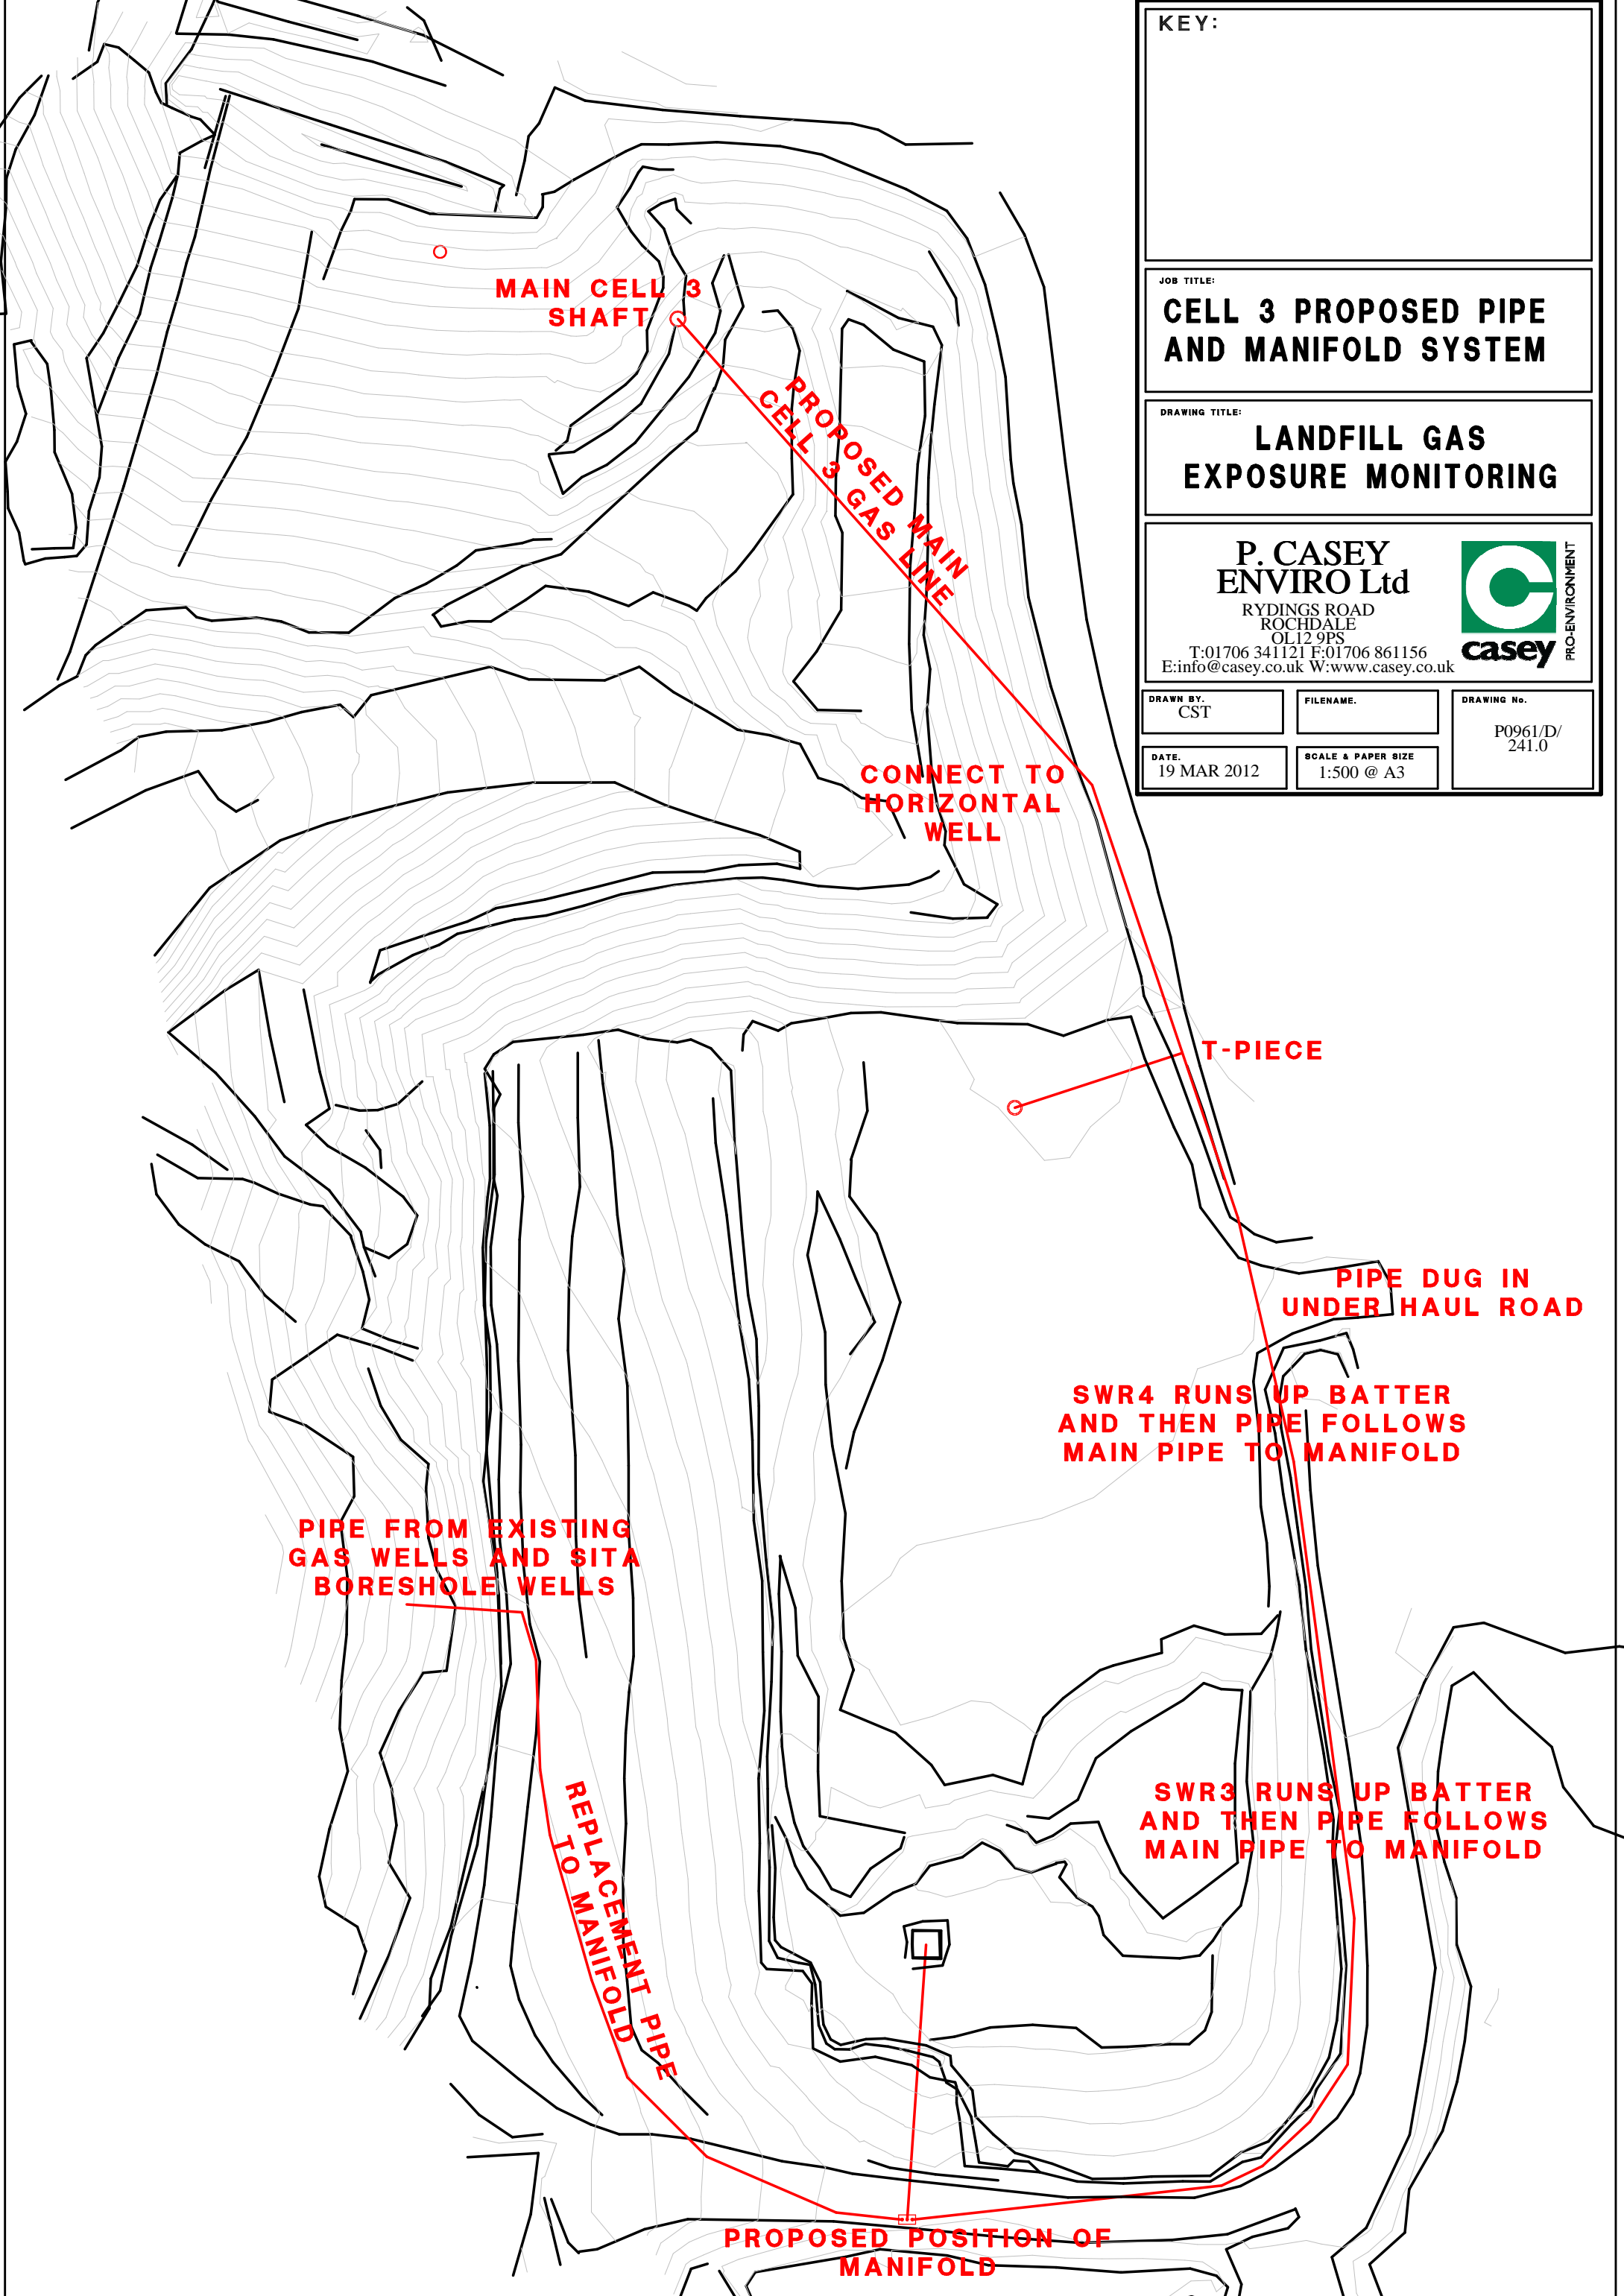 KEY:
JOB TITLE:
CELL 3 PROPOSED PIPE
AND MANIFOLD SYSTEM
DRAWING TITLE:
LANDFILL GAS
EXPOSURE MONITORING
P. CASEY
ENVIRO Ltd
RYDINGS ROAD
ROCHDALE
OL12 9PS
T:01706 341121 F:01706 861156
E:info@casey.co.uk W:www.casey.co.uk
casey
PRO-ENVIRONMENT
DRAWN BY.
CST
FILENAME.
DRAWING No.
P0961/D/
241.0
DATE.
19 MAR 2012
SCALE & PAPER SIZE
1:500 @ A3
MAIN CELL 3
SHAFT
PROPOSED MAIN
CELL 3 GAS LINE
CONNECT TO
HORIZONTAL
WELL
T-PIECE
PIPE DUG IN
UNDER HAUL ROAD
SWR4 RUNS UP BATTER
AND THEN PIPE FOLLOWS
MAIN PIPE TO MANIFOLD
PIPE FROM EXISTING
GAS WELLS AND SITA
BORESHOLE WELLS
REPLACEMENT PIPE
TO MANIFOLD
SWR3 RUNS UP BATTER
AND THEN PIPE FOLLOWS
MAIN PIPE TO MANIFOLD
PROPOSED POSITION OF
MANIFOLD